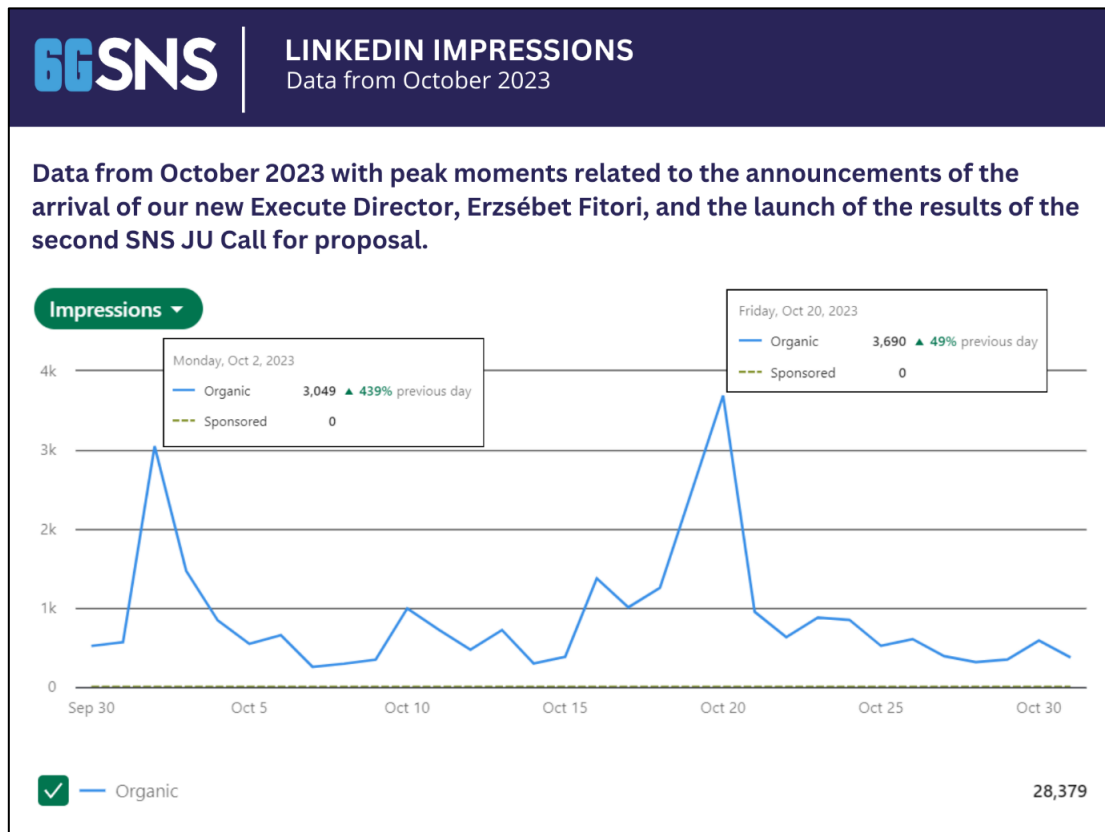 6GSNS
LINKEDIN IMPRESSIONS
Data from October 2023
Data from October 2023 with peak moments related to the announcements of the
arrival of our new Execute Director, Erzsébet Fitori, and the launch of the results of the
second SNS JU Call for proposal.
Impressions
Friday, Oct 20, 2023
Organic 3,690 ▲ 49% previous day
Sponsored 0
Monday, Oct 2, 2023
Organic 3,049 ▲ 439% previous day
Sponsored 0
4k
3k
2k
1k
0
Sep 30 Oct 5 Oct 10 Oct 15 Oct 20 Oct 25 Oct 30
Organic 28,379